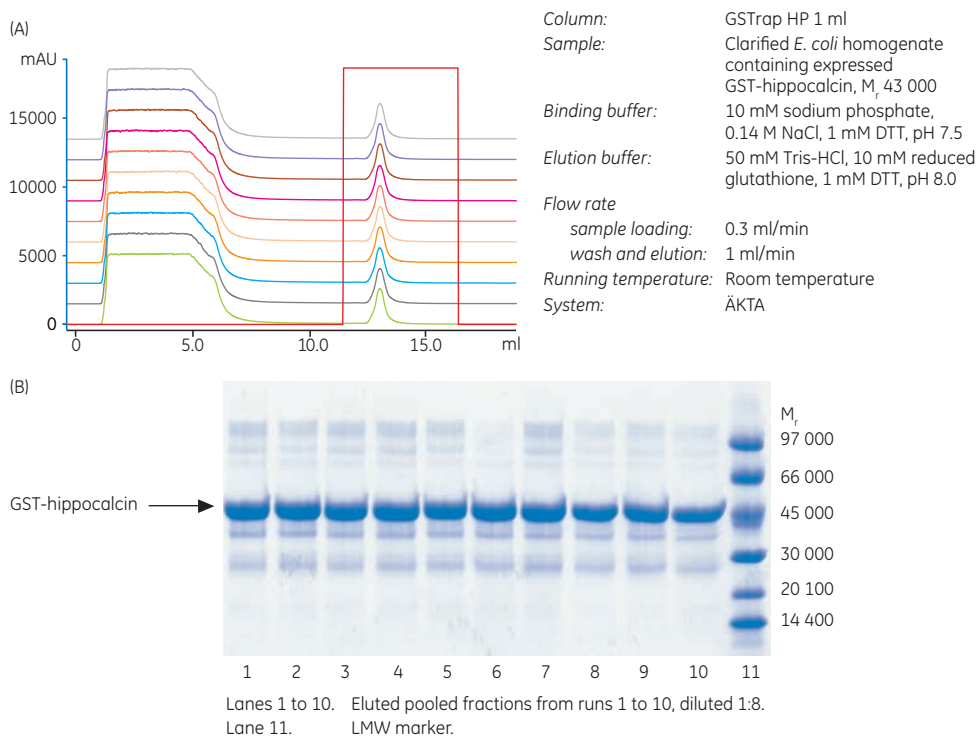 (A)
mAU
15000
10000
5000
0
0
5.0
10.0
15.0
ml
Column: GSTrap HP 1 ml
Sample: Clarified E. coli homogenate
containing expressed
GST-hippocalcin, Mr 43 000
Binding buffer: 10 mM sodium phosphate,
0.14 M NaCl, 1 mM DTT, pH 7.5
Elution buffer: 50 mM Tris-HCl, 10 mM reduced
glutathione, 1 mM DTT, pH 8.0
Flow rate
sample loading: 0.3 ml/min
wash and elution: 1 ml/min
Running temperature: Room temperature
System: ÄKTA
(B)
Mr
97 000
66 000
GST-hippocalcin
45 000
30 000
20 100
14 400
1 2 3 4 5 6 7 8 9 10 11
Lanes 1 to 10. Eluted pooled fractions from runs 1 to 10, diluted 1:8.
Lane 11. LMW marker.